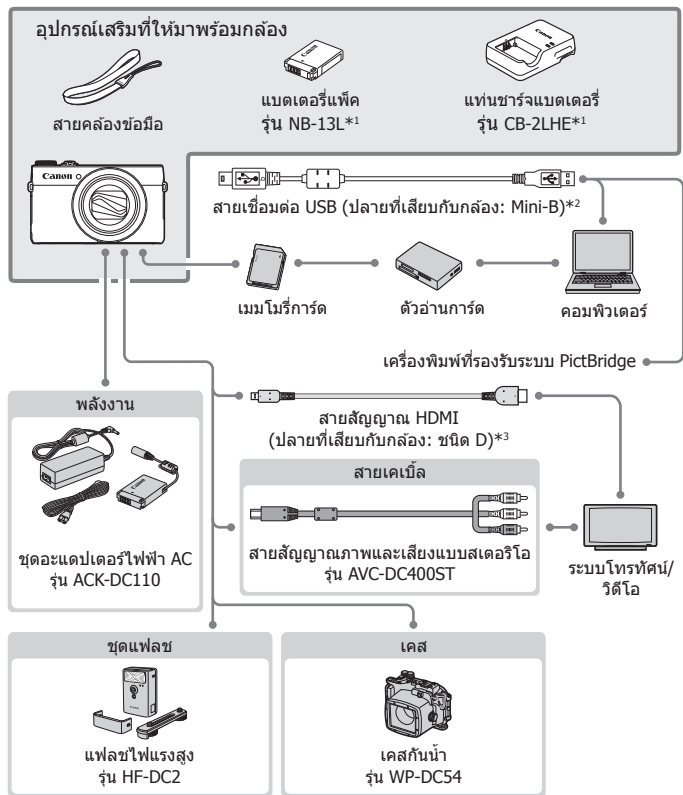 อุปกรณ์เสริมที่ให้มาพร้อมกล้อง
สายคล้องข้อมือ
แบตเตอรี่แพ็ค
รุ่น NB-13L*1
แท่นชาร์จแบตเตอรี่
รุ่น CB-2LHE*1
Canon
สายเชื่อมต่อ USB (ปลายที่เสียบกับกล้อง: Mini-B)*2
เมมโมรี่การ์ด
ตัวอ่านการ์ด
คอมพิวเตอร์
เครื่องพิมพ์ที่รองรับระบบ PictBridge
พลังงาน
ชุดอะแดปเตอร์ไฟฟ้า AC
รุ่น ACK-DC110
สายสัญญาณ HDMI
(ปลายที่เสียบกับกล้อง: ชนิด D)*3
สายเคเบิ้ล
สายสัญญาณภาพและเสียงแบบสเตอริโอ
รุ่น AVC-DC400ST
ระบบโทรทัศน์/
วิดีโอ
ชุดแฟลช
แฟลชไฟแรงสูง
รุ่น HF-DC2
เคส
เคสกันน้ำ
รุ่น WP-DC54